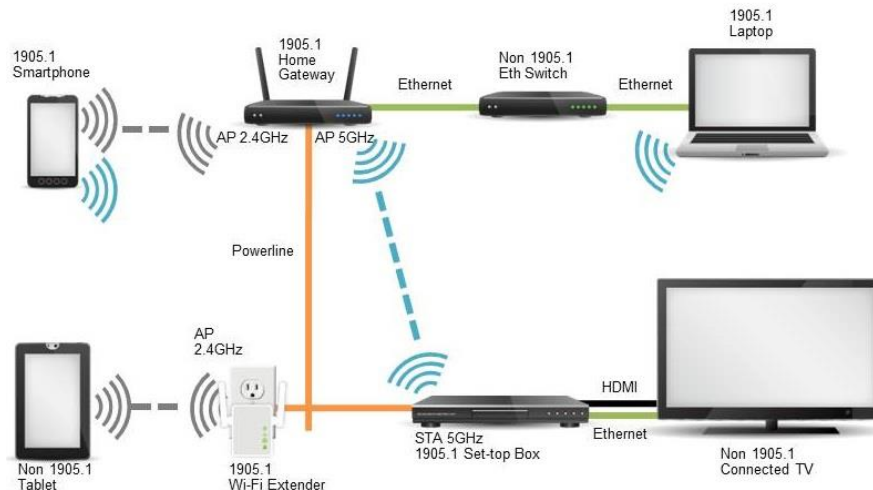 1905.1
Smartphone
1905.1
Home
Gateway
Ethernet
Non 1905.1
Eth Switch
Ethernet
1905.1
Laptop
AP 2.4GHz
AP 5GHz
Powerline
AP
2.4GHz
HDMI
Ethernet
Non 1905.1
Tablet
1905.1
Wi-Fi Extender
STA 5GHz
1905.1 Set-top Box
Non 1905.1
Connected TV